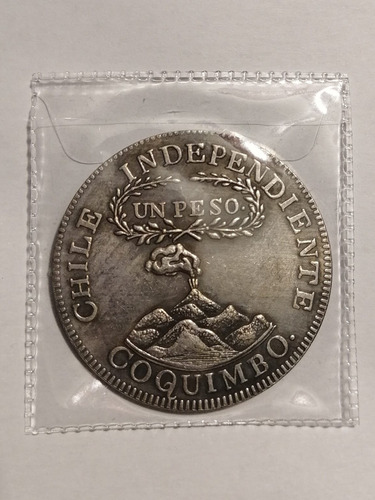 CHILE INDEPENDIENTE
UN PESO.
COQUIMBO.